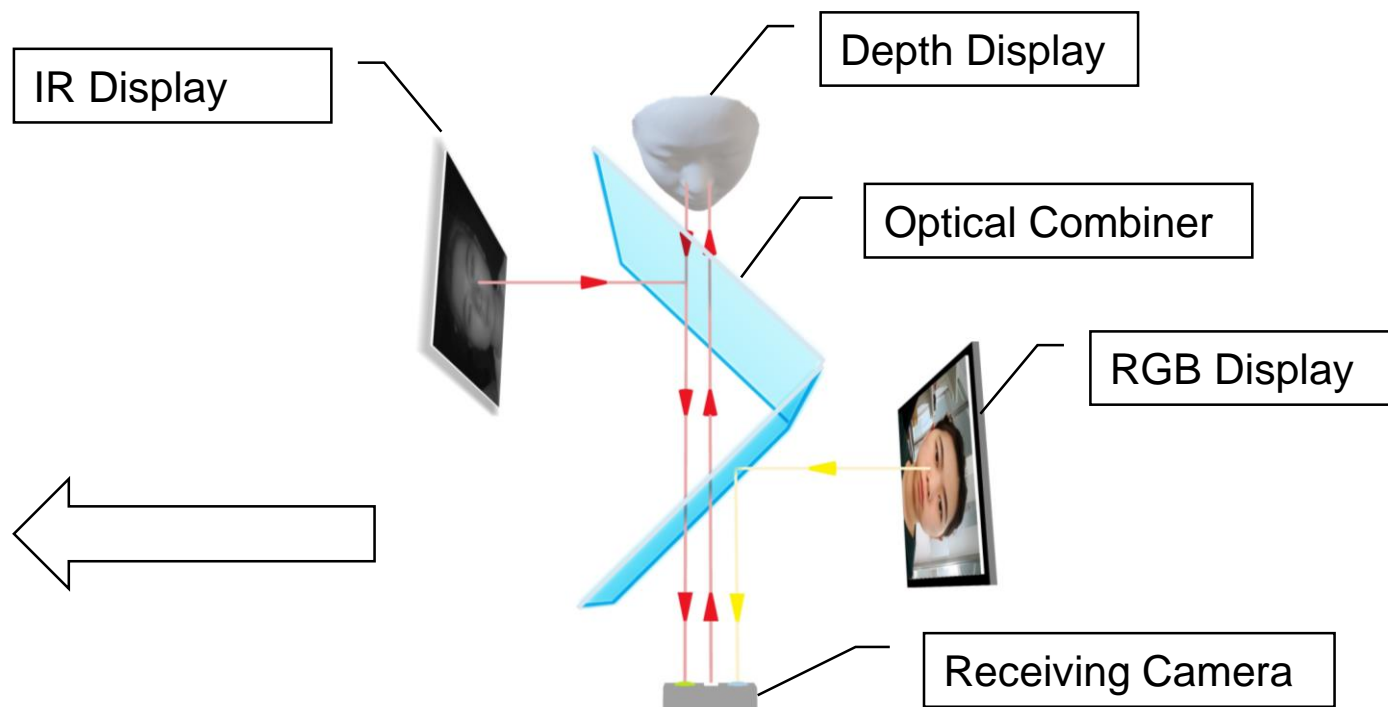 Depth Display
IR Display
Optical Combiner
RGB Display
Receiving Camera